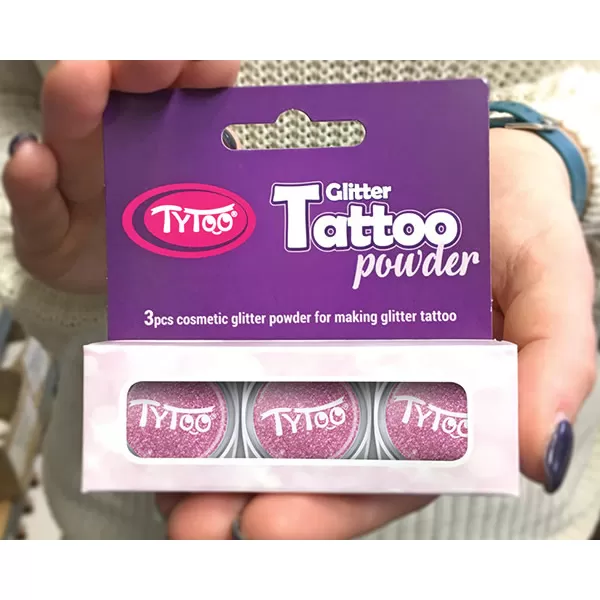 TyToo®
Glitter
Tattoo
powder
3pcs cosmetic glitter powder for making glitter tattoo
TyToo
TyToo
TyToo